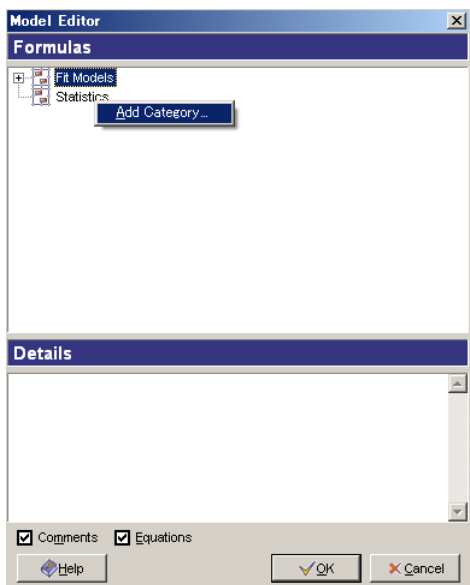 Model Editor
Formulas
Fit Models
Statistics
Add Category...
Details
Comments Equations
Help OK Cancel